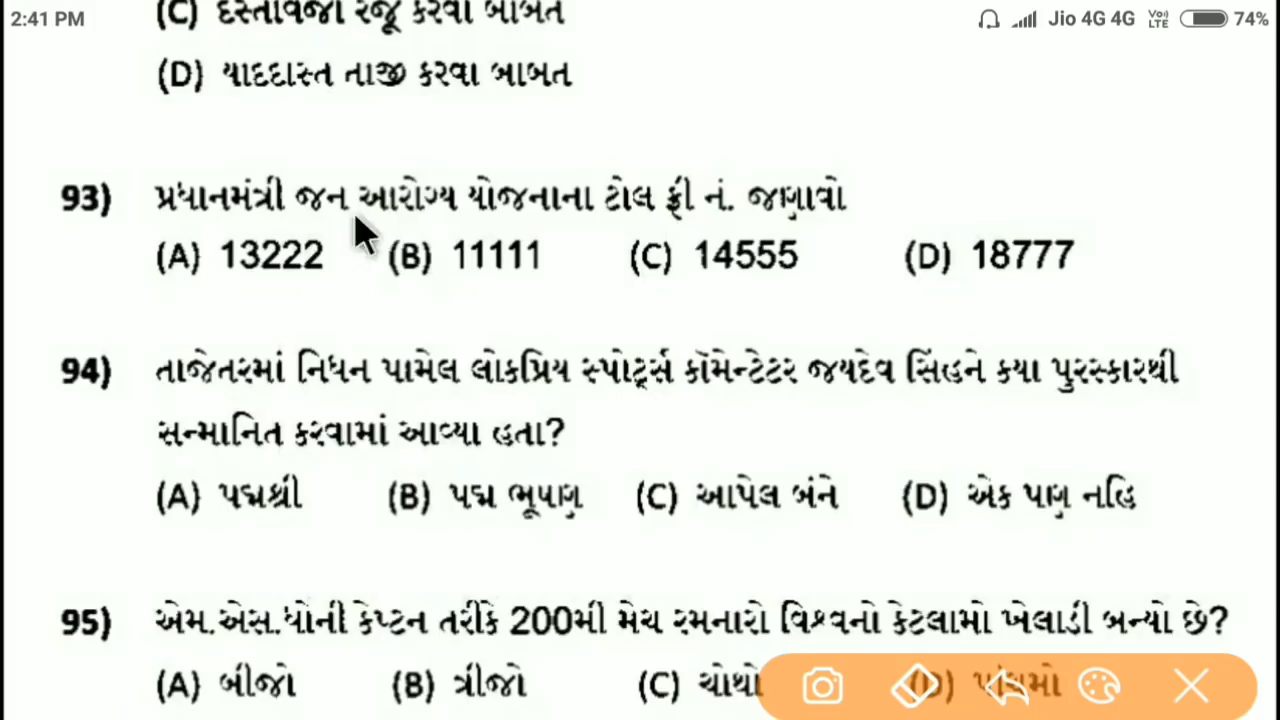 2:41 PM Jio 4G 4G VoLTE 74%
(C) દસ્તાવેજો રજૂ કરવા બાબત
(D) યાદદાસ્ત તાજી કરવા બાબત
93) પ્રધાનમંત્રી જન આરોગ્ય યોજનાના ટોલ ફ્રી નં. જણાવો
(A) 13222 (B) 11111 (C) 14555 (D) 18777
94) તાજેતરમાં નિધન પામેલ લોકપ્રિય સ્પોર્ટ્સ કૉમેન્ટેટર જયદેવ સિંહને કયા પુરસ્કારથી
સન્માનિત કરવામાં આવ્યા હતા?
(A) પદ્મશ્રી (B) પદ્મ ભૂષણ (C) આપેલ બંને (D) એક પણ નહિ
95) એમ.એસ.ધોની કેપ્ટન તરીકે 200મી મેચ રમનારો વિશ્વનો કેટલામો ખેલાડી બન્યો છે?
(A) બીજો (B) ત્રીજો (C) ચોથો (D) પાંચમો